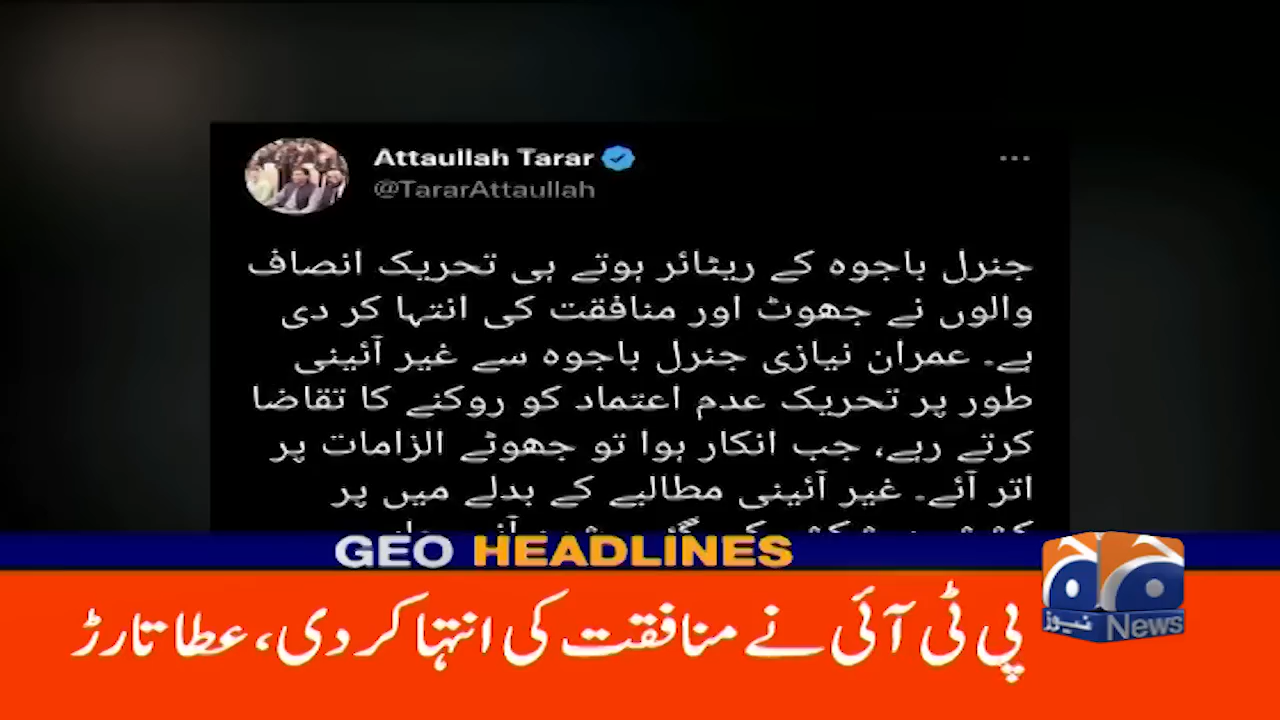 Attaullah Tarar
@TararAttaullah
جنرل باجوہ کے ریٹائر ہوتے ہی تحریک انصاف
والوں نے جھوٹ اور منافقت کی انتہا کر دی
ہے۔ عمران نیازی جنرل باجوہ سے غیر آئینی
طور پر تحریک عدم اعتماد کو روکنے کا تقاضا
کرتے رہے، جب انکار ہوا تو جھوٹے الزامات پر
اتر آئے۔ غیر آئینی مطالبے کے بدلے میں پر
GEO HEADLINES
پی ٹی آئی نے منافقت کی انتہا کر دی، عطا تارڑ
نیوز News